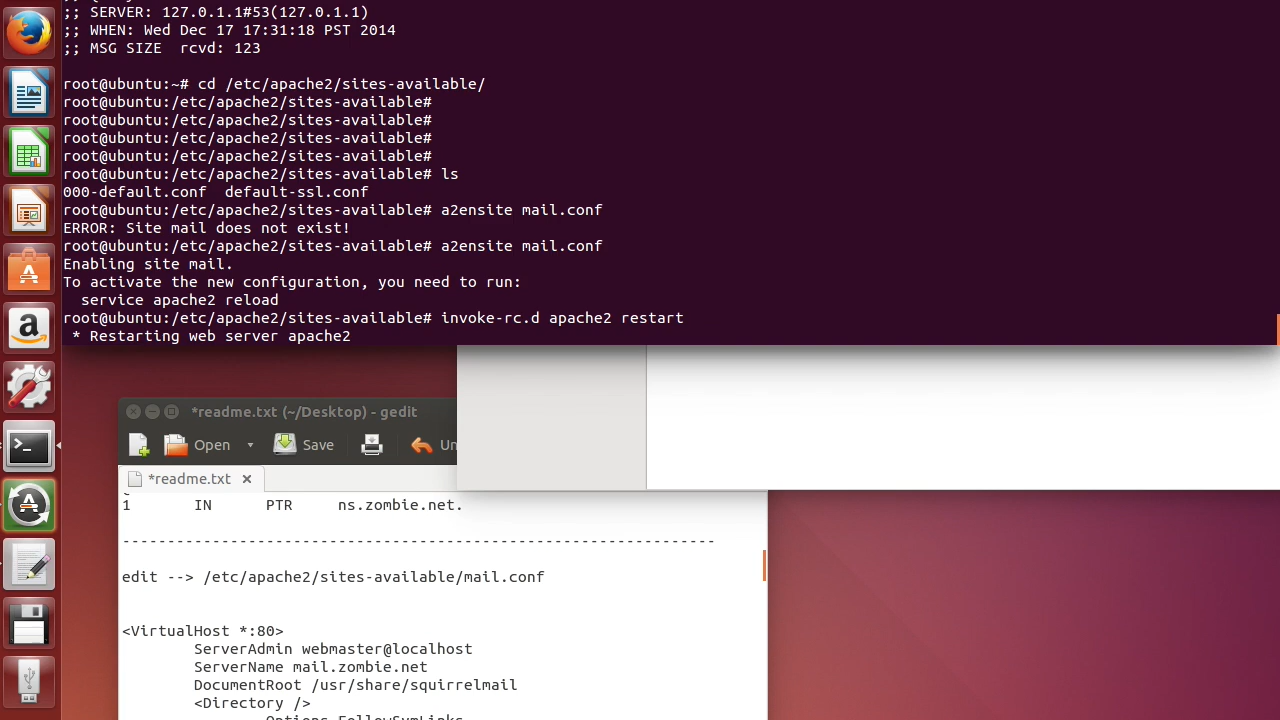 ;; SERVER: 127.0.1.1#53(127.0.1.1)
;; WHEN: Wed Dec 17 17:31:18 PST 2014
;; MSG SIZE  rcvd: 123
root@ubuntu:~# cd /etc/apache2/sites-available/
root@ubuntu:/etc/apache2/sites-available#
root@ubuntu:/etc/apache2/sites-available#
root@ubuntu:/etc/apache2/sites-available#
root@ubuntu:/etc/apache2/sites-available#
root@ubuntu:/etc/apache2/sites-available# ls
000-default.conf  default-ssl.conf
root@ubuntu:/etc/apache2/sites-available# a2ensite mail.conf
ERROR: Site mail does not exist!
root@ubuntu:/etc/apache2/sites-available# a2ensite mail.conf
Enabling site mail.
To activate the new configuration, you need to run:
  service apache2 reload
root@ubuntu:/etc/apache2/sites-available# invoke-rc.d apache2 restart
 * Restarting web server apache2
*readme.txt (~/Desktop) - gedit
Open Save Un
*readme.txt
1       IN      PTR     ns.zombie.net.
------------------------------------------------------------------
edit --> /etc/apache2/sites-available/mail.conf
<VirtualHost *:80>
        ServerAdmin webmaster@localhost
        ServerName mail.zombie.net
        DocumentRoot /usr/share/squirrelmail
        <Directory />
                Options FollowSymLinks